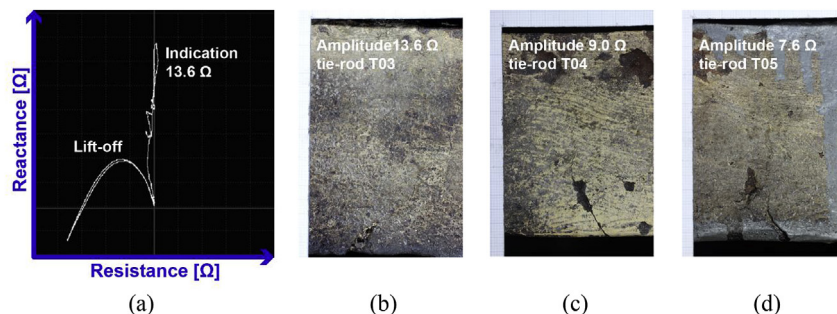 Reactance [Ω]
Indication
13.6 Ω
Lift-off
Resistance [Ω]
Amplitude13.6 Ω
tie-rod T03
Amplitude 9.0 Ω
tie-rod T04
Amplitude 7.6 Ω
tie-rod T05
(a)
(b)
(c)
(d)